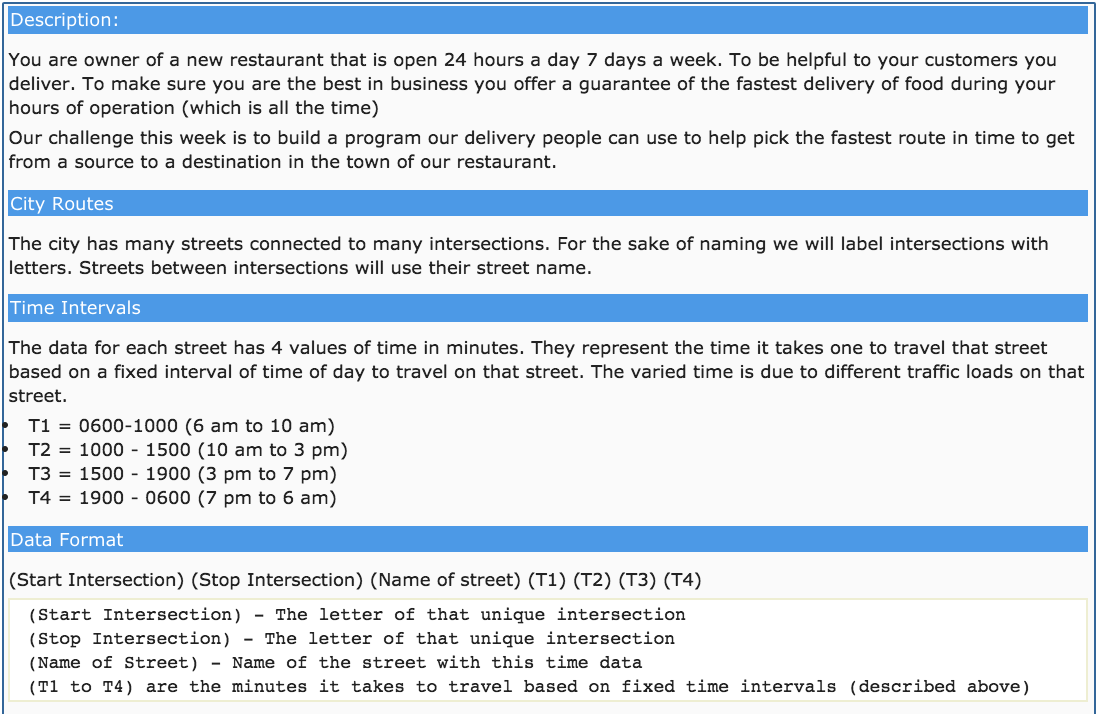 Description:
You are owner of a new restaurant that is open 24 hours a day 7 days a week. To be helpful to your customers you
deliver. To make sure you are the best in business you offer a guarantee of the fastest delivery of food during your
hours of operation (which is all the time)
Our challenge this week is to build a program our delivery people can use to help pick the fastest route in time to get
from a source to a destination in the town of our restaurant.
City Routes
The city has many streets connected to many intersections. For the sake of naming we will label intersections with
letters. Streets between intersections will use their street name.
Time Intervals
The data for each street has 4 values of time in minutes. They represent the time it takes one to travel that street
based on a fixed interval of time of day to travel on that street. The varied time is due to different traffic loads on that
street.
• T1 = 0600-1000 (6 am to 10 am)
• T2 = 1000 - 1500 (10 am to 3 pm)
• T3 = 1500 - 1900 (3 pm to 7 pm)
• T4 = 1900 - 0600 (7 pm to 6 am)
Data Format
(Start Intersection) (Stop Intersection) (Name of street) (T1) (T2) (T3) (T4)
(Start Intersection) – The letter of that unique intersection
(Stop Intersection) – The letter of that unique intersection
(Name of Street) – Name of the street with this time data
(T1 to T4) are the minutes it takes to travel based on fixed time intervals (described above)